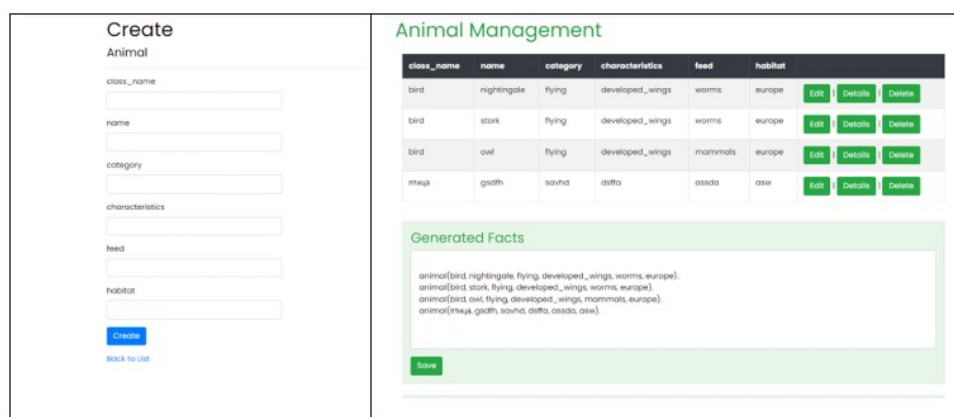 Create
Animal
class_name
name
category
characteristics
feed
habitat
Create
Back to List
Animal Management
class_name name category characteristics feed habitat
bird nightingale flying developed_wings worms europe Edit | Details | Delete
bird stork flying developed_wings worms europe Edit | Details | Delete
bird owl flying developed_wings mammals europe Edit | Details | Delete
птица gsdfh savhd dsffa assda asw Edit | Details | Delete
Generated Facts
animal(bird, nightingale, flying, developed_wings, worms, europe).
animal(bird, stork, flying, developed_wings, worms, europe).
animal(bird, owl, flying, developed_wings, mammals, europe).
animal(птица, gsdfh, savhd, dsffa, assda, asw).
Save